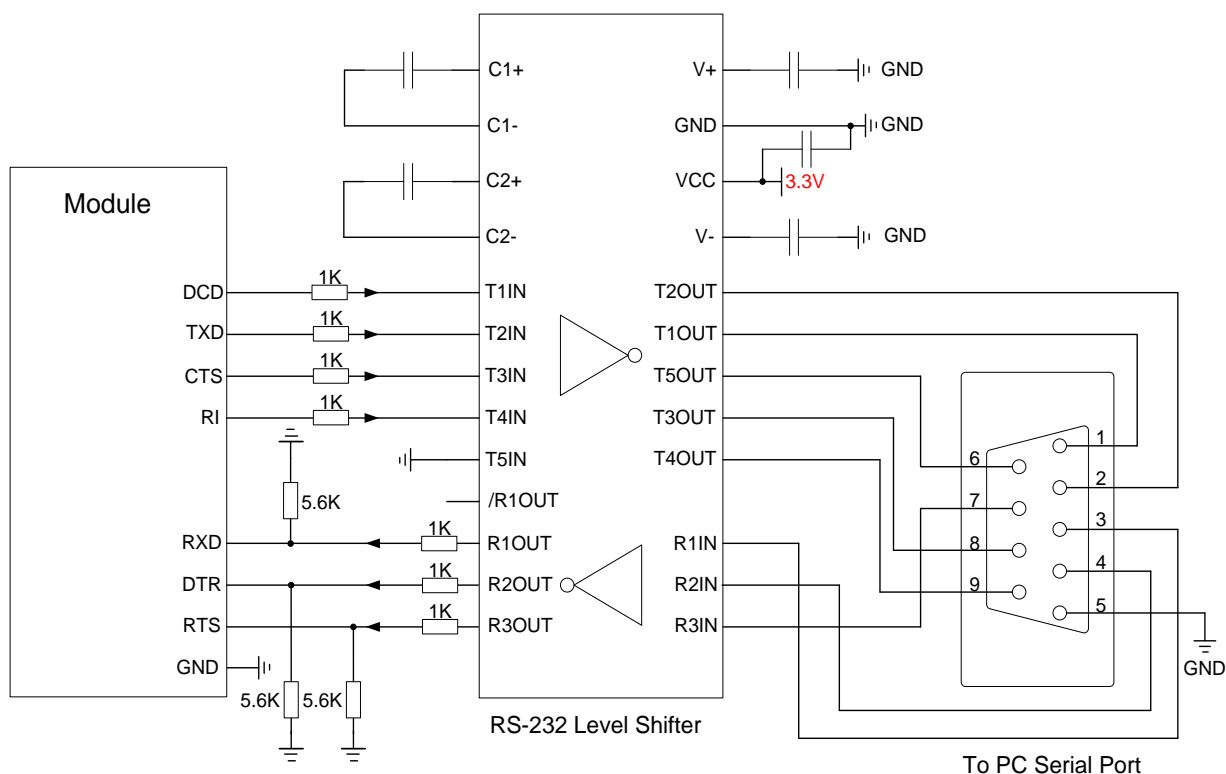 C1+
V+
GND
C1-
GND
GND
C2+
VCC
3.3V
Module
C2-
V-
GND
DCD
1K
T1IN
T2OUT
TXD
1K
T2IN
T1OUT
CTS
1K
T3IN
T5OUT
RI
1K
T4IN
T3OUT
T5IN
T4OUT
5.6K
/R1OUT
RXD
1K
R1OUT
R1IN
DTR
1K
R2OUT
R2IN
RTS
1K
R3OUT
R3IN
GND
5.6K
5.6K
1
6
2
7
3
8
4
9
5
GND
RS-232 Level Shifter
To PC Serial Port